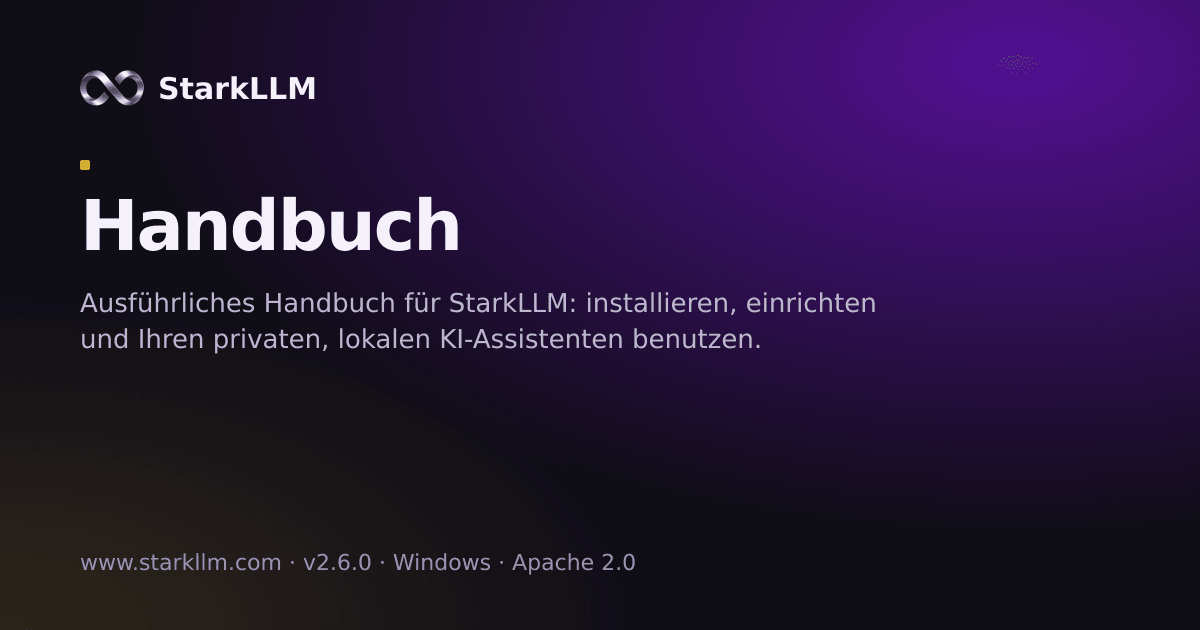 StarkLLM
Handbuch
Ausführliches Handbuch für StarkLLM: installieren, einrichten
und Ihren privaten, lokalen KI-Assistenten benutzen.
www.starkllm.com · v2.6.0 · Windows · Apache 2.0